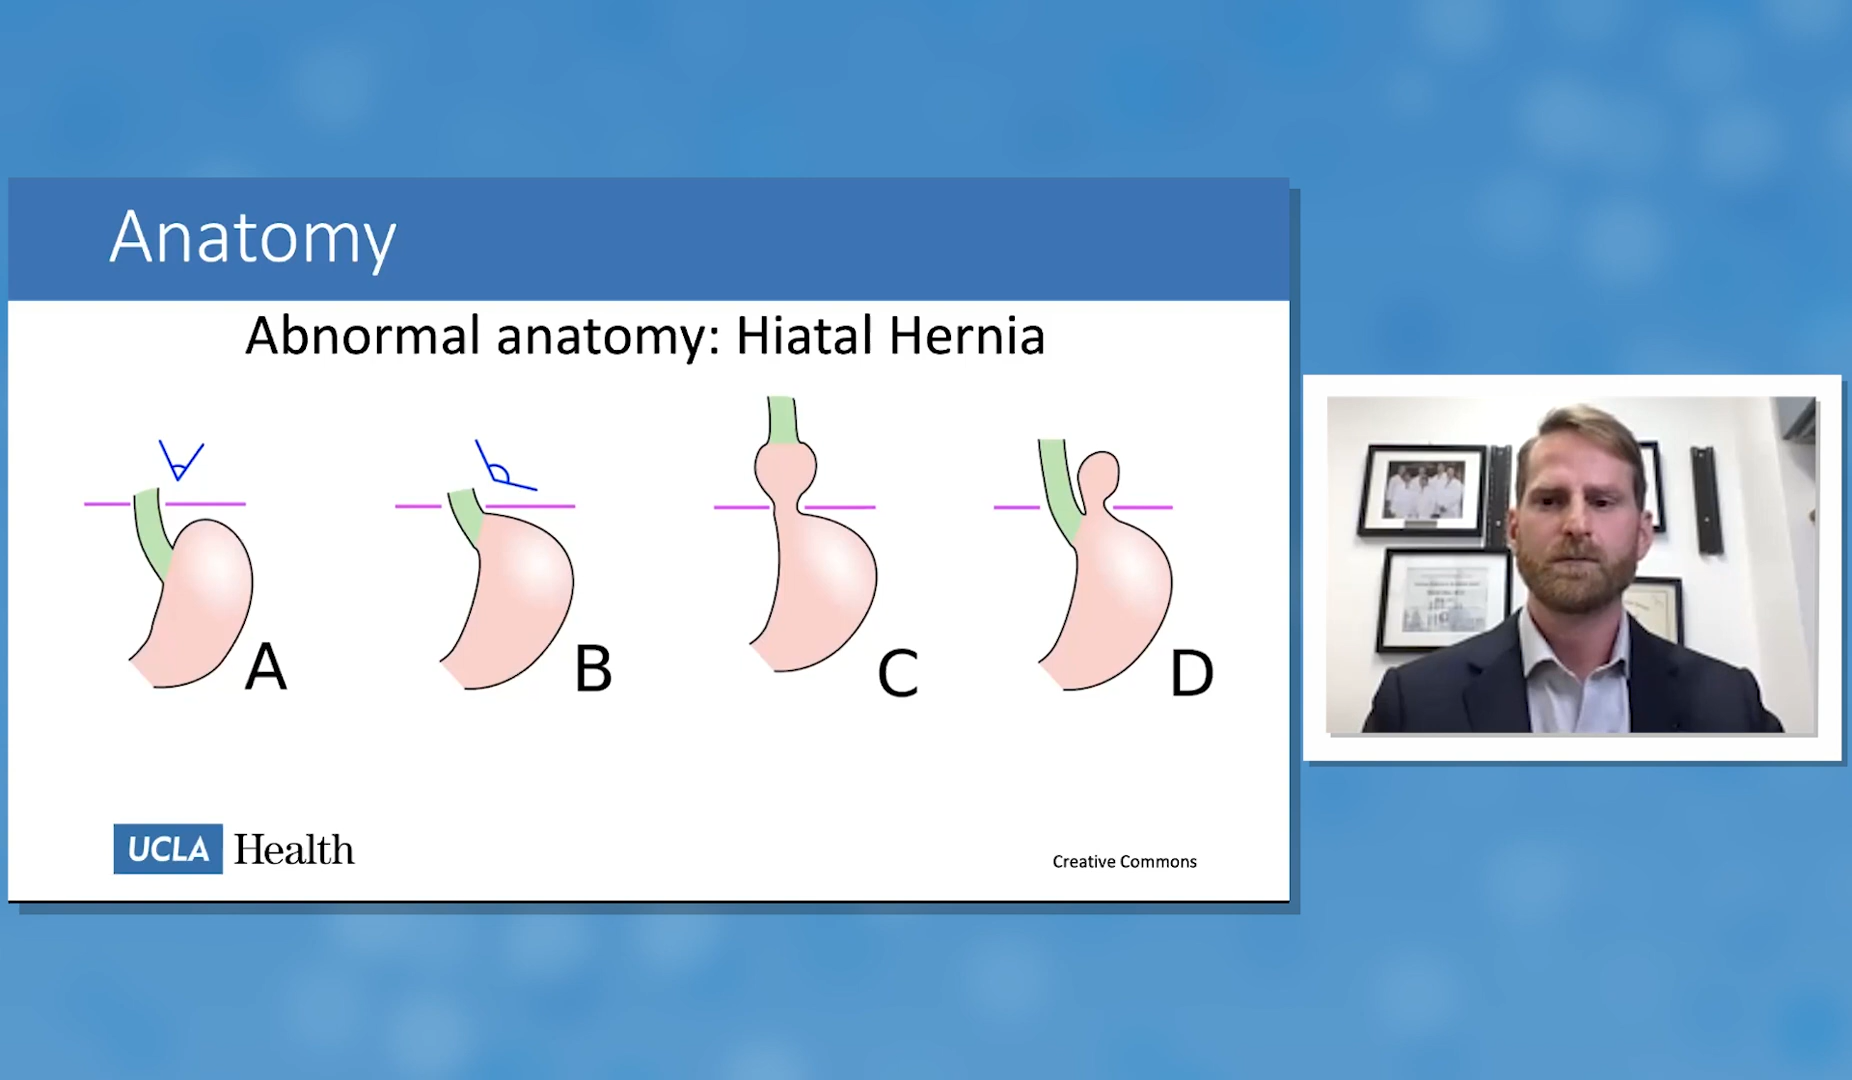 Anatomy
Abnormal anatomy: Hiatal Hernia
A
B
C
D
UCLA Health
Creative Commons